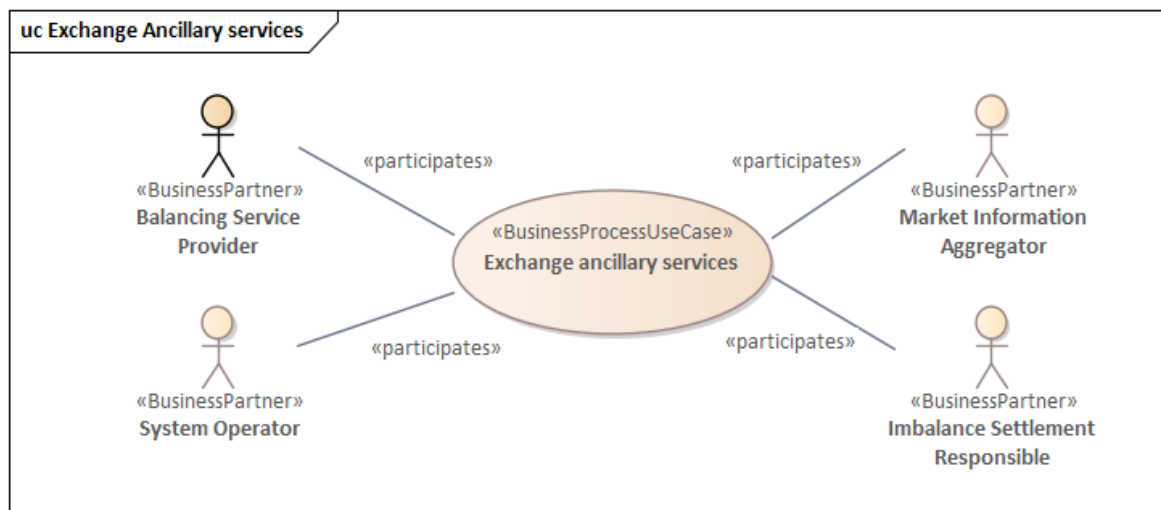 uc Exchange Ancillary services
«BusinessPartner»
Balancing Service
Provider
«participates»
«participates»
«BusinessPartner»
Market Information
Aggregator
«BusinessProcessUseCase»
Exchange ancillary services
«BusinessPartner»
System Operator
«participates»
«participates»
«BusinessPartner»
Imbalance Settlement
Responsible